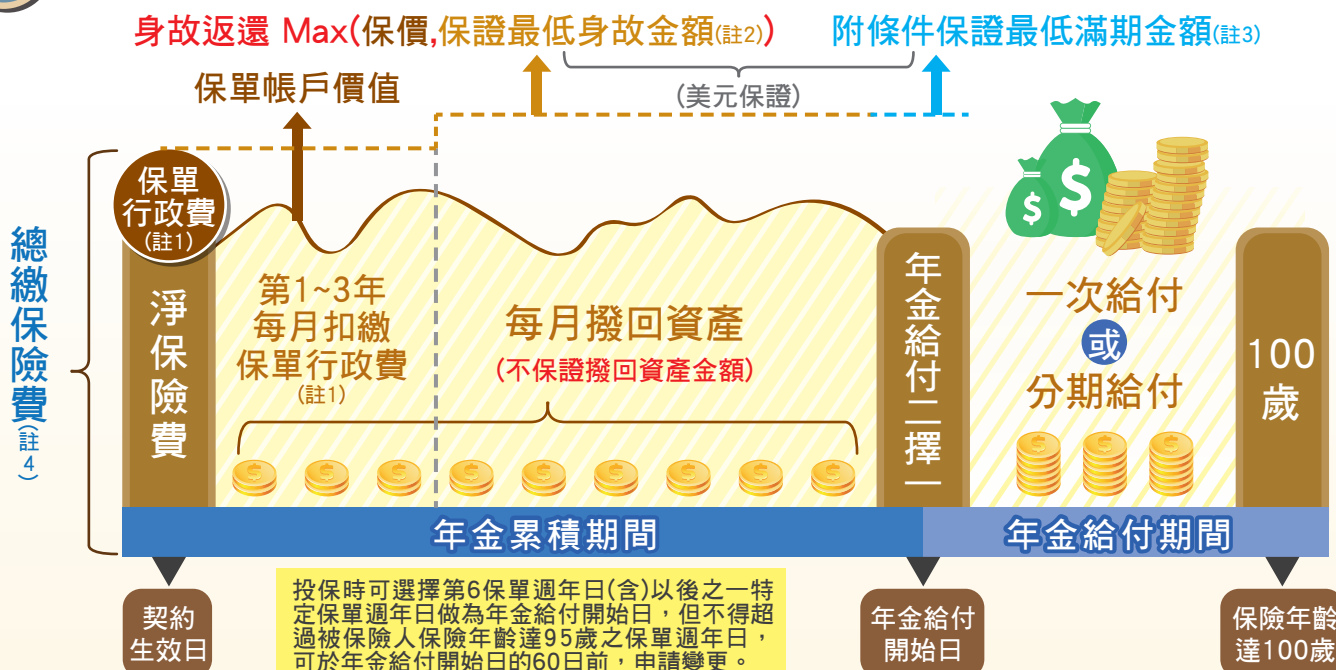 身故返還 Max(保價,保證最低身故金額(註2))
附條件保證最低滿期金額(註3)
(美元保證)
保單帳戶價值
總繳保險費(註4)
保單
行政費
(註1)
淨保險費
第1~3年
每月扣繳
保單行政費
(註1)
每月撥回資產
(不保證撥回資產金額)
年金給付二擇一
一次給付
或
分期給付
100
歲
年金累積期間
年金給付期間
契約
生效日
投保時可選擇第6保單週年日(含)以後之一特
定保單週年日做為年金給付開始日，但不得超
過被保險人保險年齡達95歲之保單週年日，
可於年金給付開始日的60日前，申請變更。
年金給付
開始日
保險年齡
達100歲